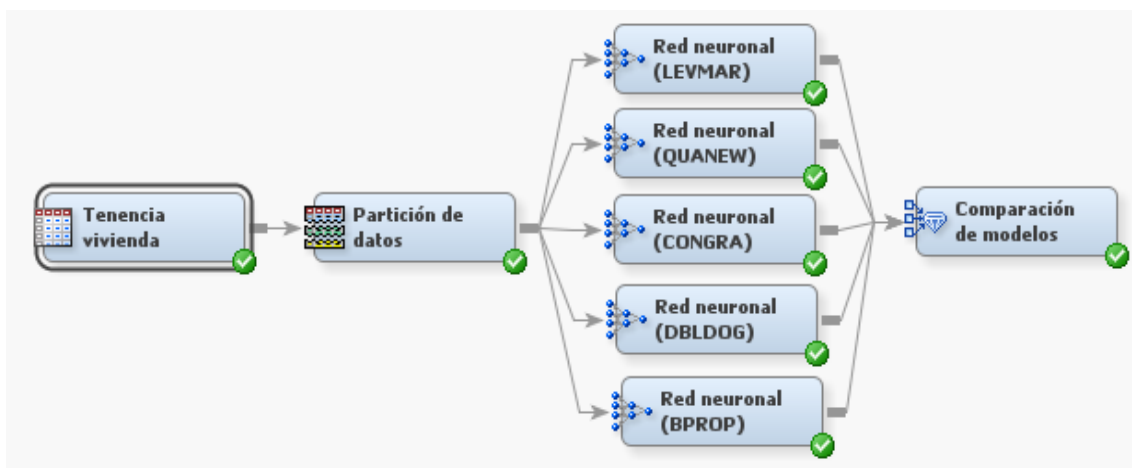 Tenencia
vivienda
Partición de
datos
Red neuronal
(LEVMAR)
Red neuronal
(QUANEW)
Red neuronal
(CONGRA)
Red neuronal
(DBLDOG)
Red neuronal
(BPROP)
Comparación
de modelos